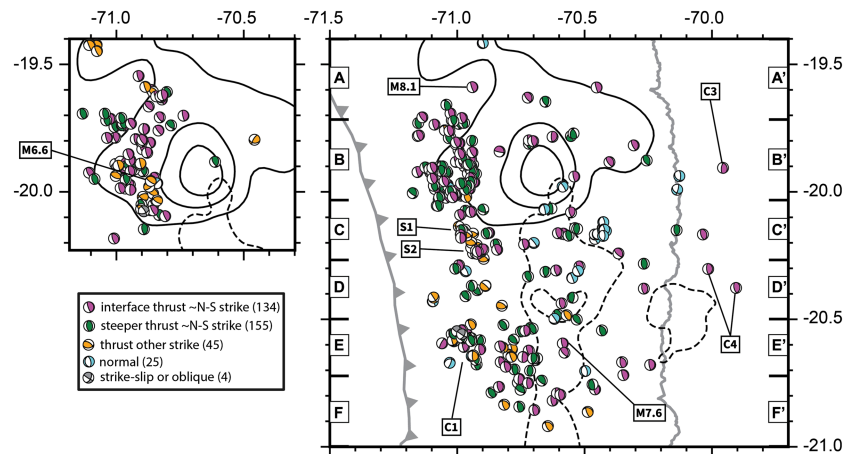 -71.0 -70.5 -71.5 -71.0 -70.5 -70.0
-19.5
-20.0
M6.6
A A'
B B'
C C'
D D'
E E'
F F'
M8.1
C3
S1
S2
C4
C1
M7.6
-19.5
-20.0
-20.5
-21.0
interface thrust ~N-S strike (134)
steeper thrust ~N-S strike (155)
thrust other strike (45)
normal (25)
strike-slip or oblique (4)